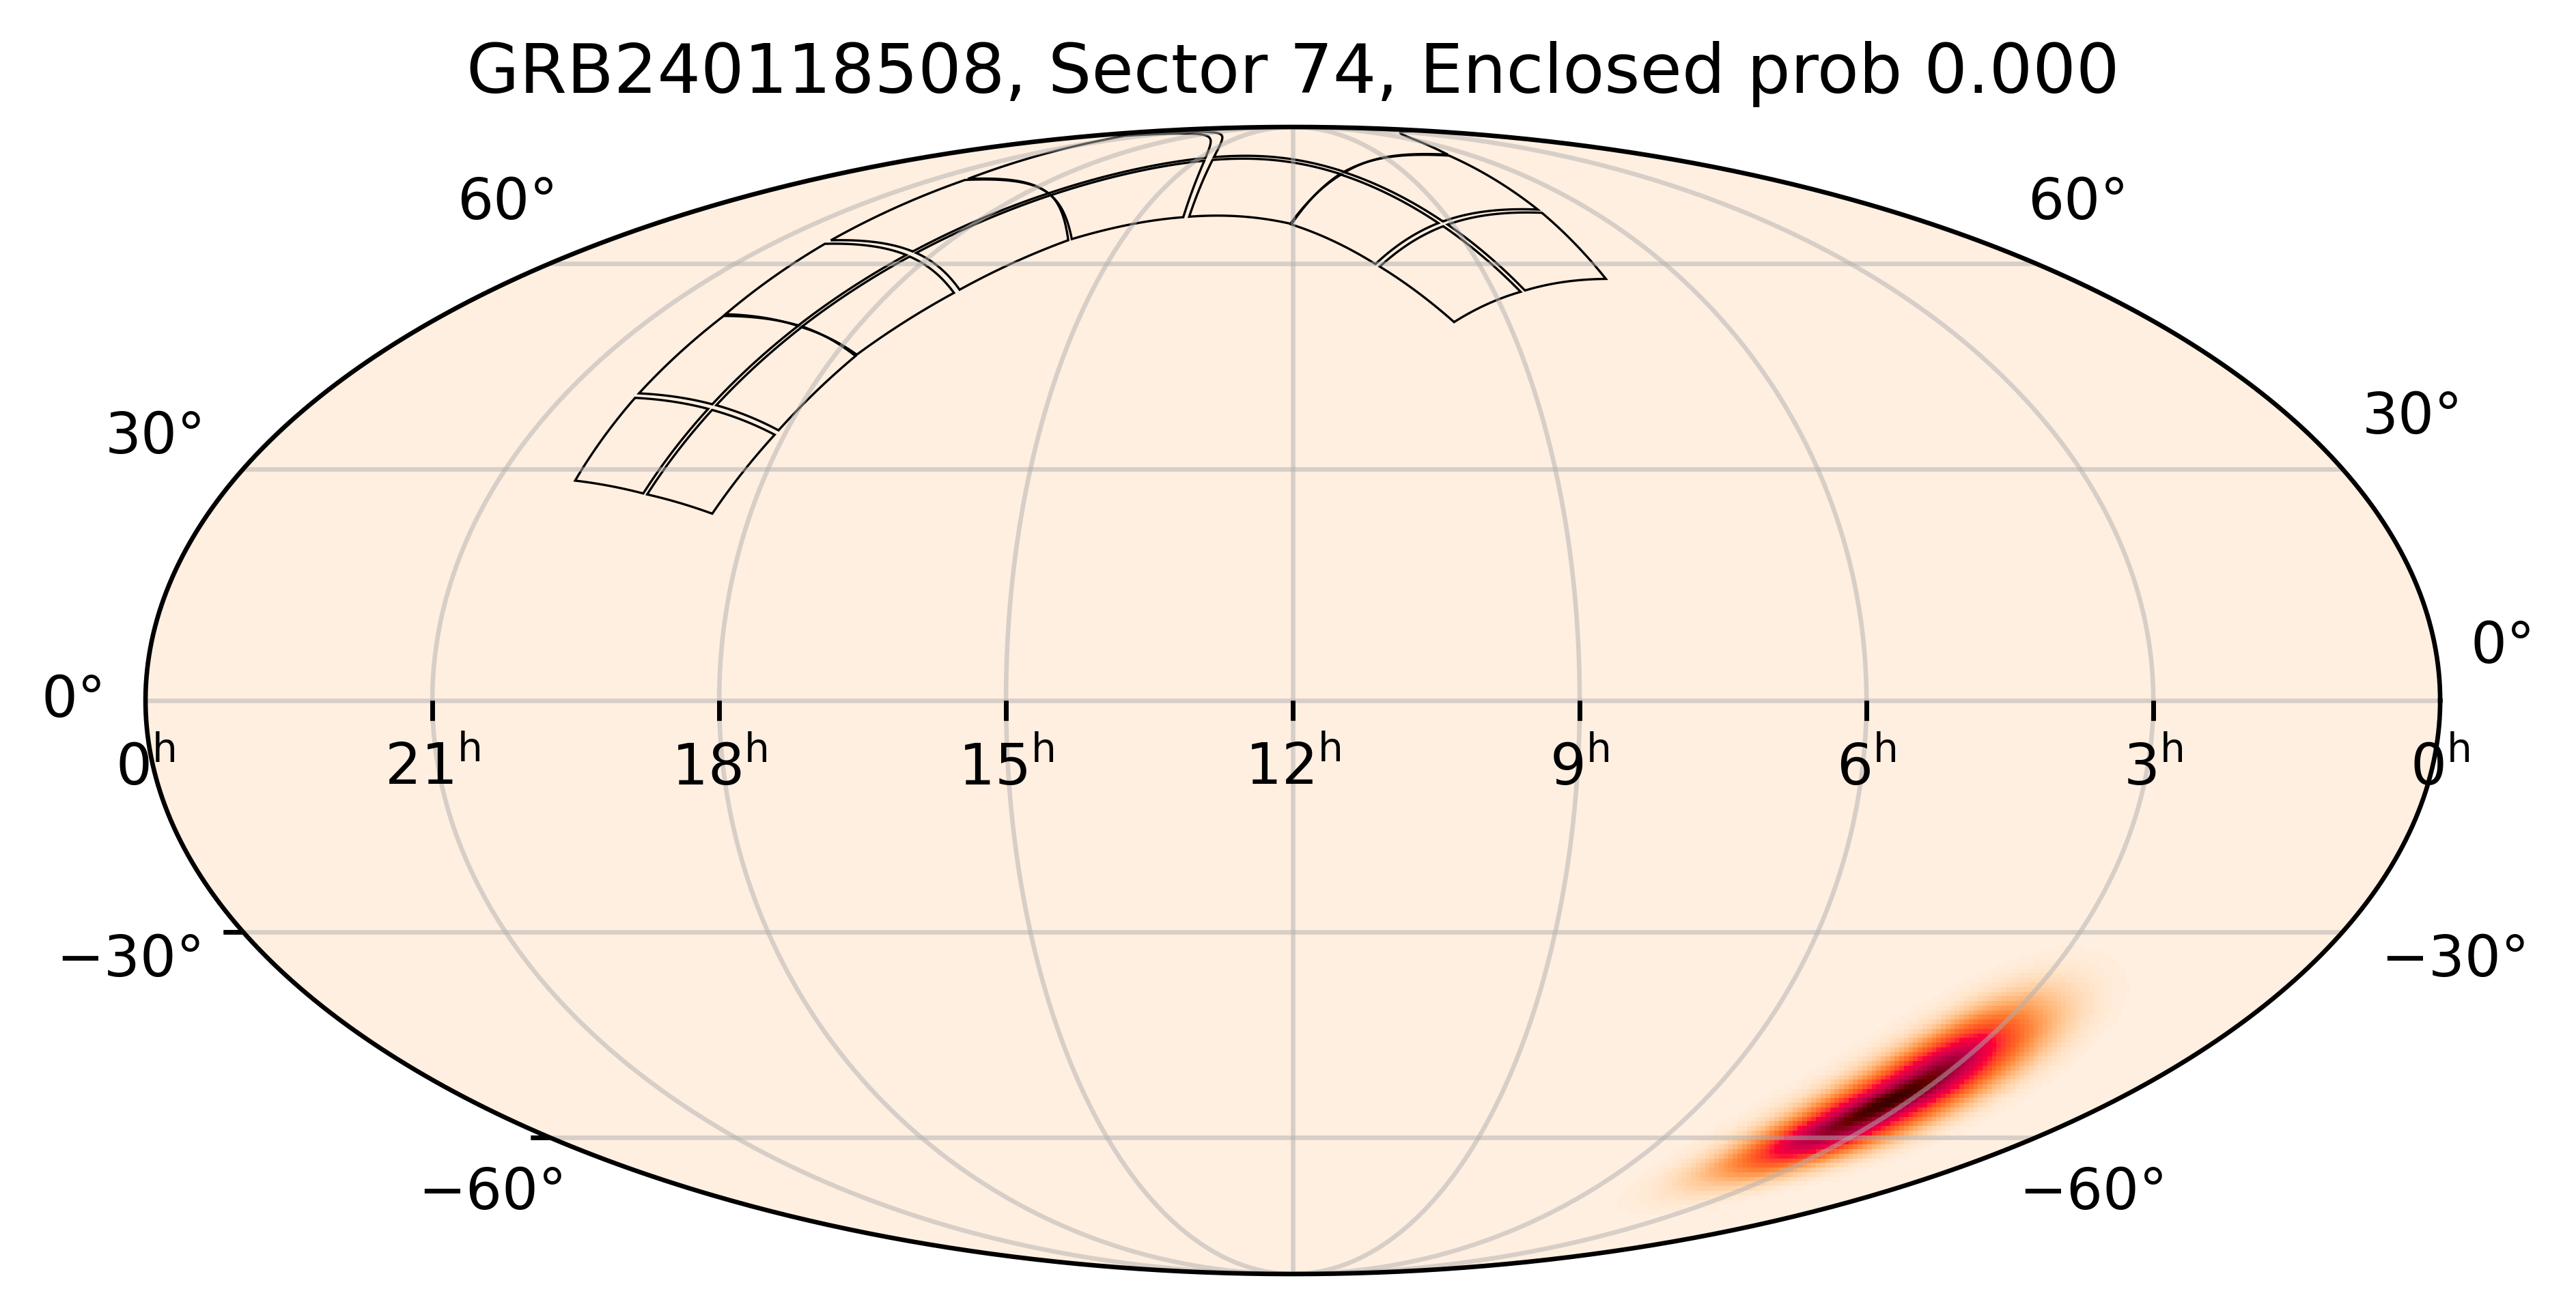 GRB240118508, Sector 74, Enclosed prob 0.000
60° 60°
30° 30°
0° 0°
0h 21h 18h 15h 12h 9h 6h 3h 0h
−30° −30°
−60° −60°